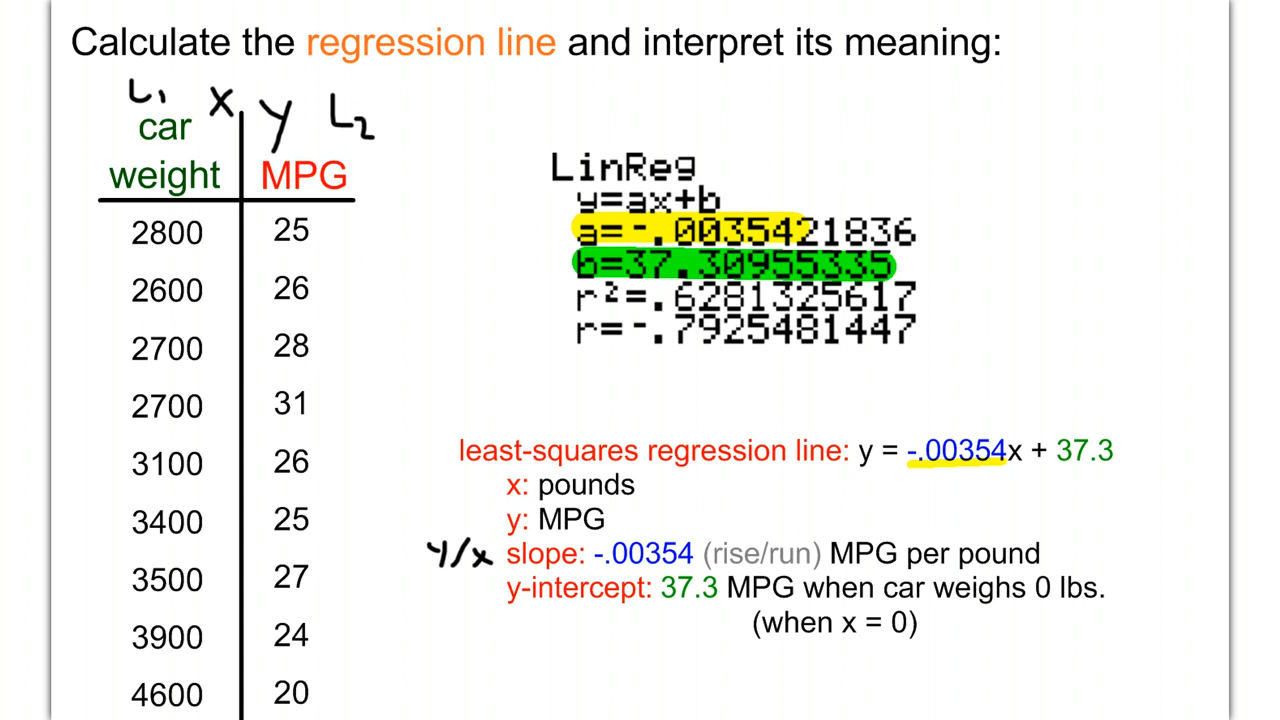 Calculate the regression line and interpret its meaning:
L1 X y L2
car
weight MPG
2800 25
2600 26
2700 28
2700 31
3100 26
3400 25
3500 27
3900 24
4600 20
LinReg
y=ax+b
a=-.0035421836
b=37.30955335
r²=.6281325617
r=-.7925481447
least-squares regression line: y = -.00354x + 37.3
x: pounds
y: MPG
y/x slope: -.00354 (rise/run) MPG per pound
y-intercept: 37.3 MPG when car weighs 0 lbs.
(when x = 0)